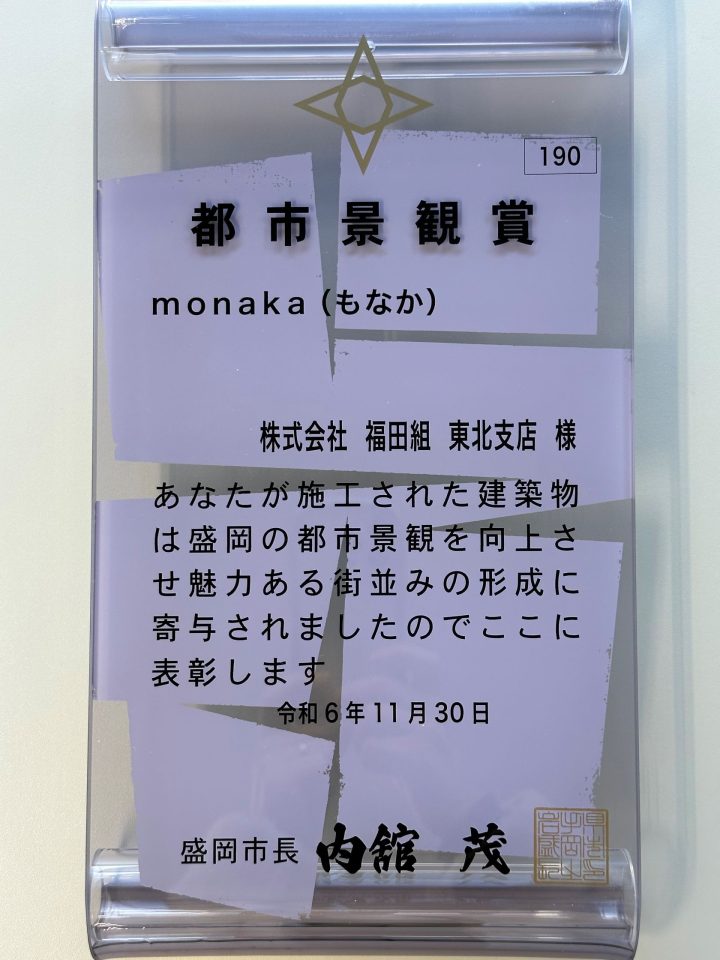 190
都市景観賞
monaka（もなか）
株式会社 福田組 東北支店 様
あなたが施工された建築物
は盛岡の都市景観を向上さ
せ魅力ある街並みの形成に
寄与されましたのでここに
表彰します
令和6年11月30日
盛岡市長 内舘 茂